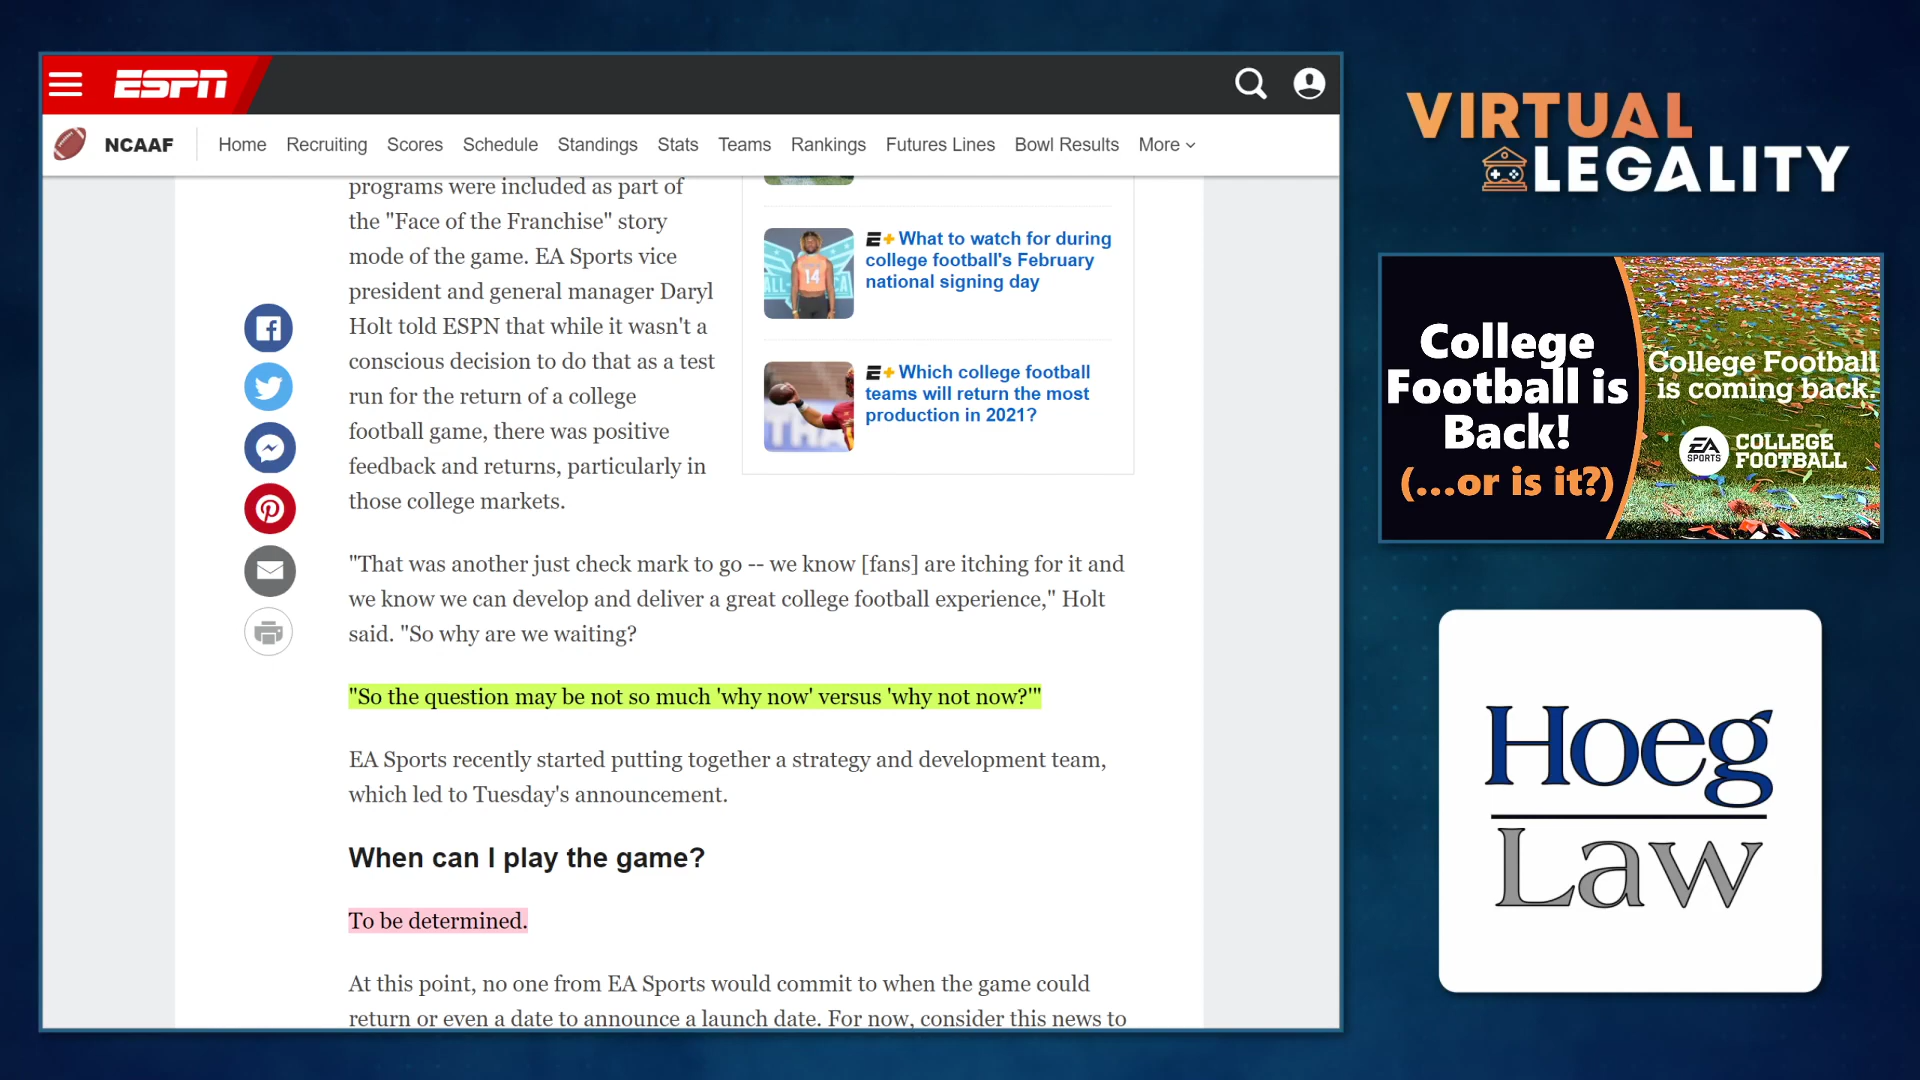 ESPN
NCAAF Home Recruiting Scores Schedule Standings Stats Teams Rankings Futures Lines Bowl Results More
programs were included as part of
the "Face of the Franchise" story
mode of the game. EA Sports vice
president and general manager Daryl
Holt told ESPN that while it wasn't a
conscious decision to do that as a test
run for the return of a college
football game, there was positive
feedback and returns, particularly in
those college markets.
E+ What to watch for during
college football's February
national signing day
14
E+ Which college football
teams will return the most
production in 2021?
"That was another just check mark to go -- we know [fans] are itching for it and
we know we can develop and deliver a great college football experience," Holt
said. "So why are we waiting?
"So the question may be not so much 'why now' versus 'why not now?'"
EA Sports recently started putting together a strategy and development team,
which led to Tuesday's announcement.
When can I play the game?
To be determined.
At this point, no one from EA Sports would commit to when the game could
return or even a date to announce a launch date. For now, consider this news to
VIRTUAL
LEGALITY
College
Football is
Back!
(...or is it?)
College Football
is coming back.
EA
SPORTS
COLLEGE
FOOTBALL
Hoeg
Law